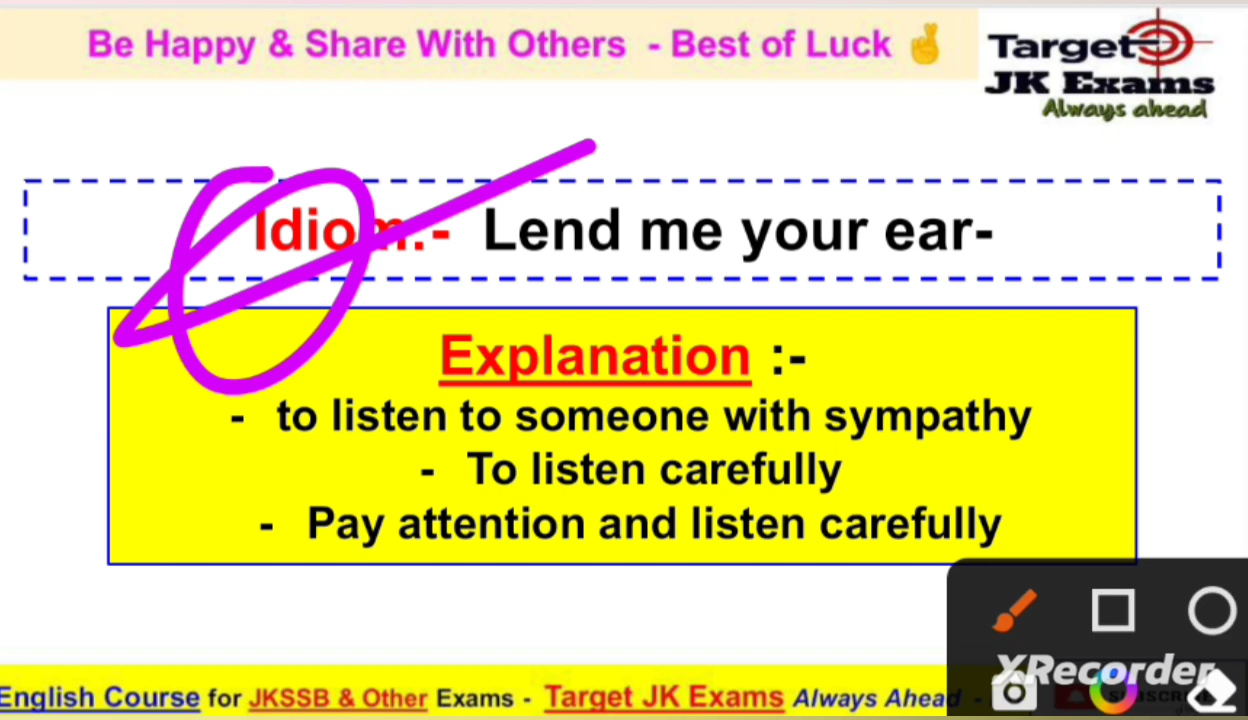 Be Happy & Share With Others - Best of Luck
Target
JK Exams
Always ahead
Idiom:- Lend me your ear-
Explanation :-
- to listen to someone with sympathy
- To listen carefully
- Pay attention and listen carefully
XRecorder
English Course for JKSSB & Other Exams - Target JK Exams Always Ahead -